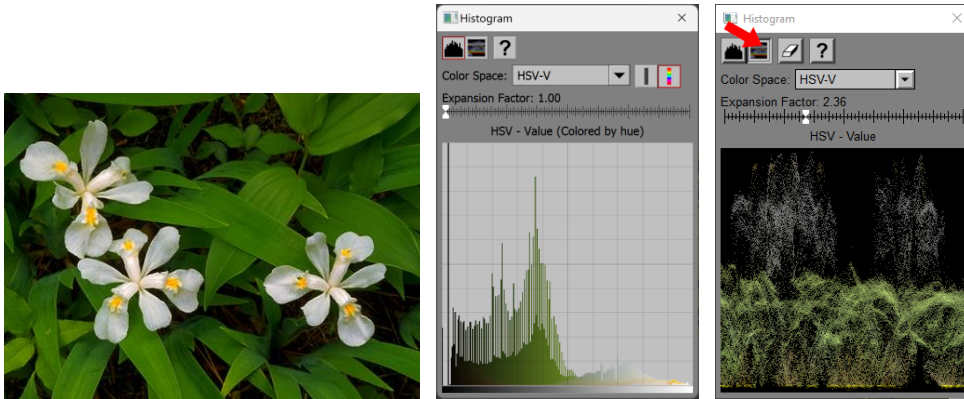 Histogram
?
Color Space: HSV-V
Expansion Factor: 1.00
HSV - Value (Colored by hue)
Histogram
?
Color Space: HSV-V
Expansion Factor: 2.36
HSV - Value